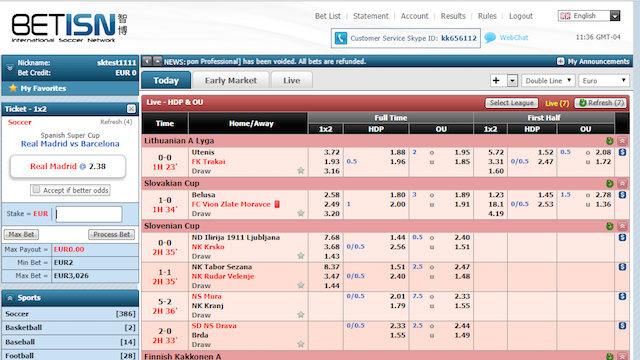 BETISN 智博
International Soccer Network
Bet List | Statement | Account | Results | Rules | Logout
English
Customer Service Skype ID: kk656112
WebChat
11:36 GMT-04
Nickname: sktest1111
Bet Credit: EUR 0
My Favorites
NEWS: pon Professional] has been voided. All bets are refunded.
My Announcements
Today
Early Market
Live
+
Double Line
Euro
Ticket - 1x2
Soccer
Refresh (4)
Spanish Super Cup
Real Madrid vs Barcelona
Real Madrid @ 2.38
Accept if better odds
Stake = EUR
Max Bet
Process Bet
Max Payout = EUR0.00
Min Bet = EUR2
Max Bet = EUR3,026
Sports
Soccer [386]
Basketball [2]
Baseball [14]
Football [28]
Live - HDP & OU
Select League
Live (7)
Refresh (7)
Time Home/Away Full Time First Half
1x2 HDP OU 1x2 HDP OU
Lithuanian A Lyga
0-0 Utenis 3.72 1.88 2 o 1.95 5.72 1.52 0.5 o 2.08
1H 23' FK Trakai 1.93 0.5 1.96 u 1.85 3.31 0/0.5 2.47 u 1.72
Draw 3.16 1.60
Slovakian Cup
1-0 Belusa 2.58 1.80 3 o 1.89 1.23 1.45 1.5 o 2.78
1H 34' FC Vion Zlate Moravce 2.49 1 2.00 u 1.91 18.1 0/0.5 2.53 u 1.36
Draw 3.20 4.19
Slovenian Cup
0-0 ND Ilirija 1911 Ljubljana 7.68 1.44 0.5 o 2.40
2H 35' NK Krsko 3.68 0/0.5 2.56 u 1.51
Draw 1.43
1-1 NK Tabor Sezana 8.37 1.51 2.5 o 2.47
2H 35' NK Rudar Velenje 3.47 0/0.5 2.40 u 1.48
Draw 1.44
5-2 NS Mura 2.01 7.5 o 2.33
2H 36' NK Kranj 1.79 u 1.55
Draw
2-0 SD NS Drava 0/0.5 2.33 2.5 o 2.44
2H 33' Brda 1.55 u 1.49
Draw
Finnish Kakkonen A